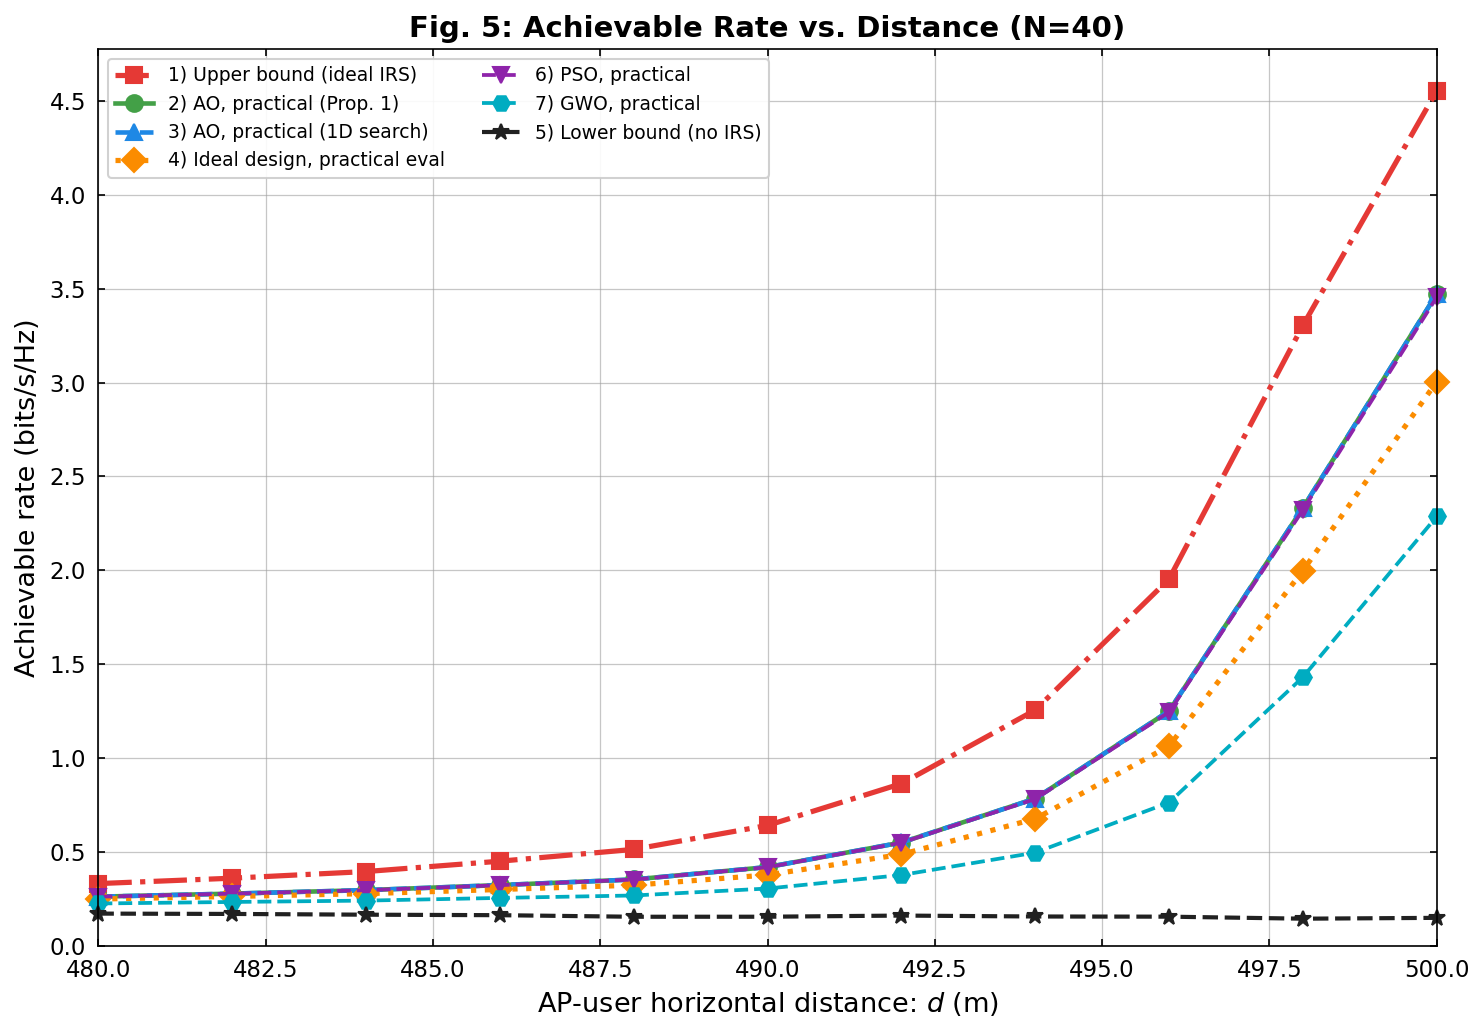 Fig. 5: Achievable Rate vs. Distance (N=40)
1) Upper bound (ideal IRS)
2) AO, practical (Prop. 1)
3) AO, practical (1D search)
4) Ideal design, practical eval
6) PSO, practical
7) GWO, practical
5) Lower bound (no IRS)
Achievable rate (bits/s/Hz)
4.5
4.0
3.5
3.0
2.5
2.0
1.5
1.0
0.5
0.0
480.0 482.5 485.0 487.5 490.0 492.5 495.0 497.5 500.0
AP-user horizontal distance: d (m)